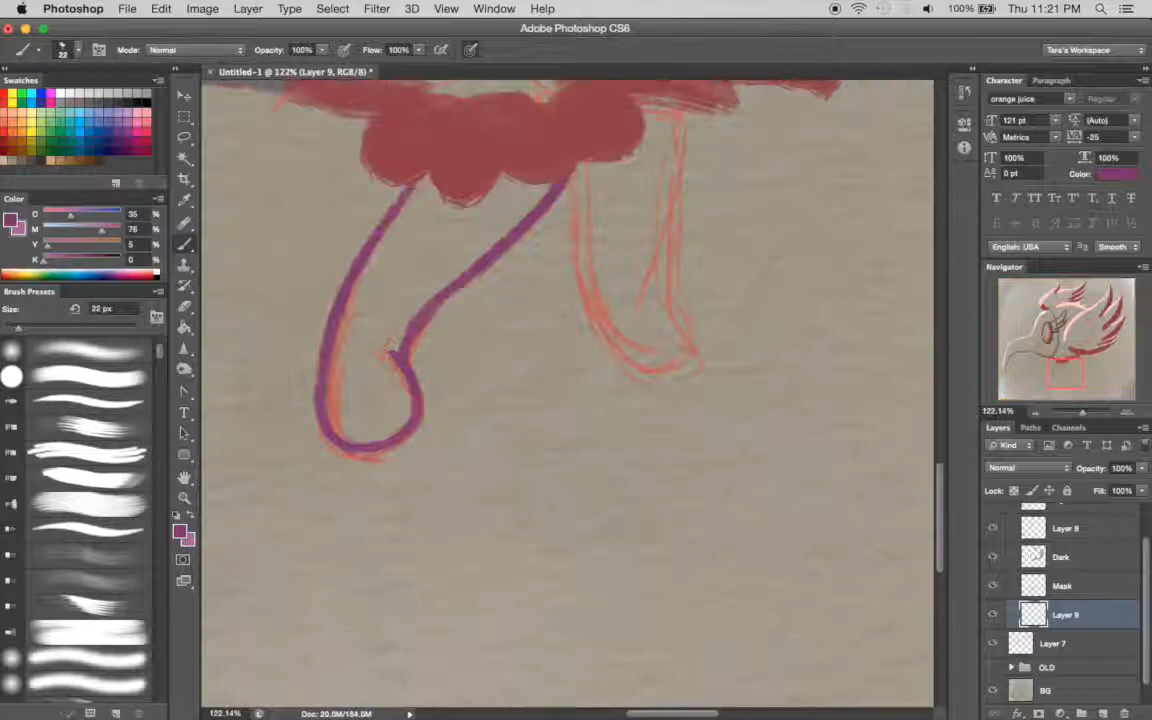 Photoshop File Edit Image Layer Type Select Filter 3D View Window Help 100% Thu 11:21 PM
Adobe Photoshop CS6
22 Mode: Normal Opacity: 100% Flow: 100% Tara's Workspace
Untitled-1 @ 122% (Layer 9, RGB/8) *
Swatches
Color
C 35 %
M 76 %
Y 5 %
K 0 %
Brush Presets
Size: 22 px
Character Paragraph
orange juice Regular
121 pt (Auto)
Metrics -25
100% 100%
0 pt Color:
English: USA Smooth
Navigator
122.14%
Layers Paths Channels
Kind
Normal Opacity: 100%
Lock: Fill: 100%
Layer 8
Dark
Mask
Layer 9
Layer 7
OLD
BG
122.14% Doc: 20.0M/154.0M